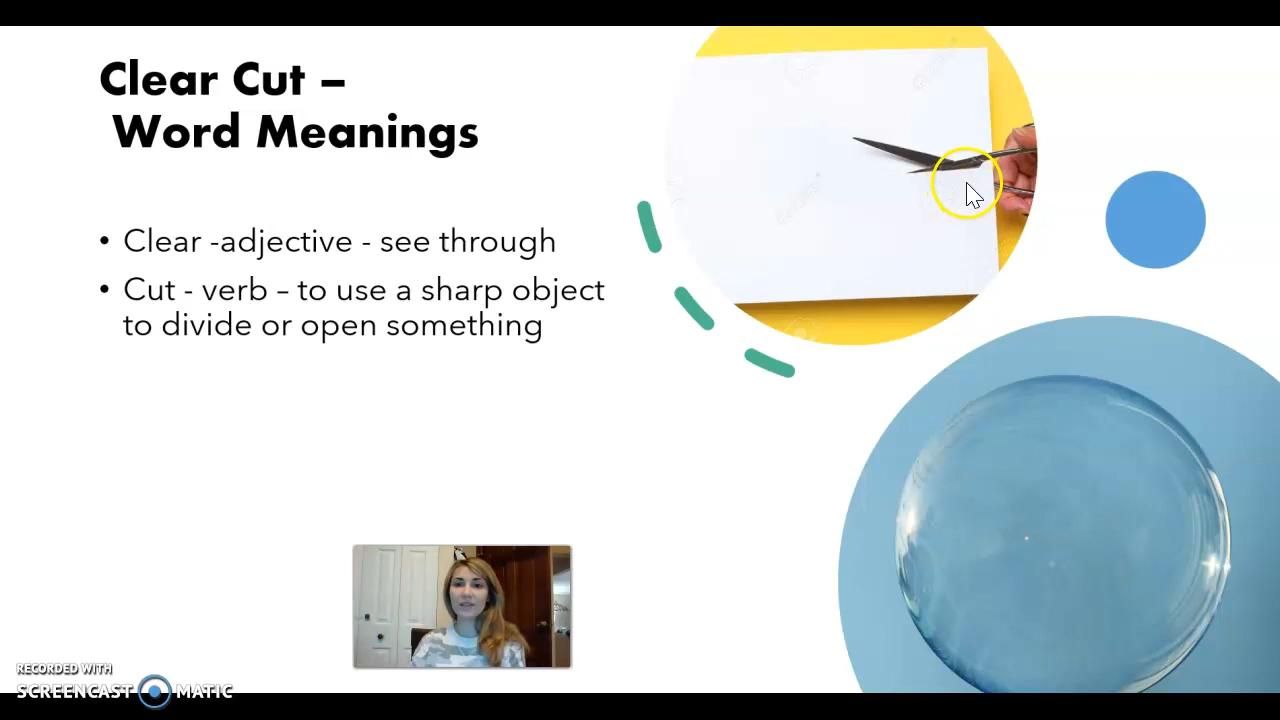 Clear Cut –
Word Meanings
• Clear -adjective - see through
• Cut - verb – to use a sharp object
to divide or open something
RECORDED WITH
SCREENCAST MATIC